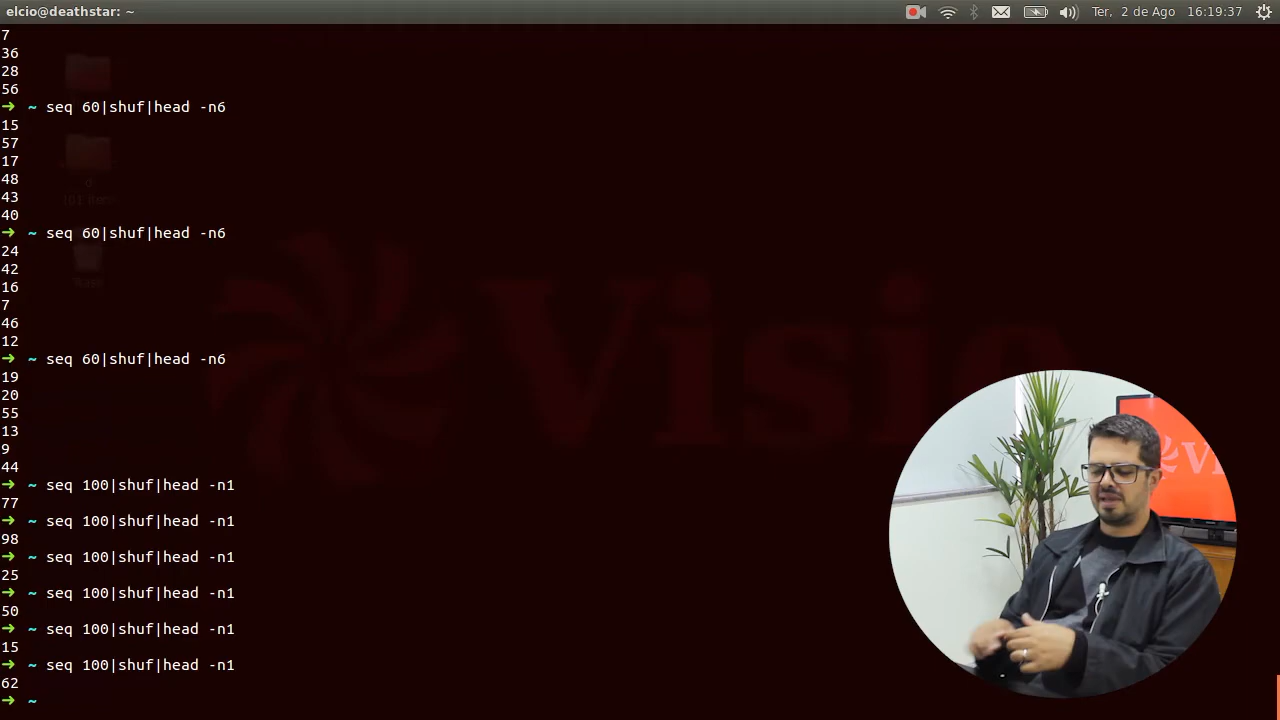 elcio@deathstar: ~
Ter, 2 de Ago 16:19:37
7
36
28
56
➜ ~ seq 60|shuf|head -n6
15
57
17
48
43
40
➜ ~ seq 60|shuf|head -n6
24
42
16
7
46
12
➜ ~ seq 60|shuf|head -n6
19
20
55
13
9
44
➜ ~ seq 100|shuf|head -n1
77
➜ ~ seq 100|shuf|head -n1
98
➜ ~ seq 100|shuf|head -n1
25
➜ ~ seq 100|shuf|head -n1
50
➜ ~ seq 100|shuf|head -n1
15
➜ ~ seq 100|shuf|head -n1
62
➜ ~
Visio